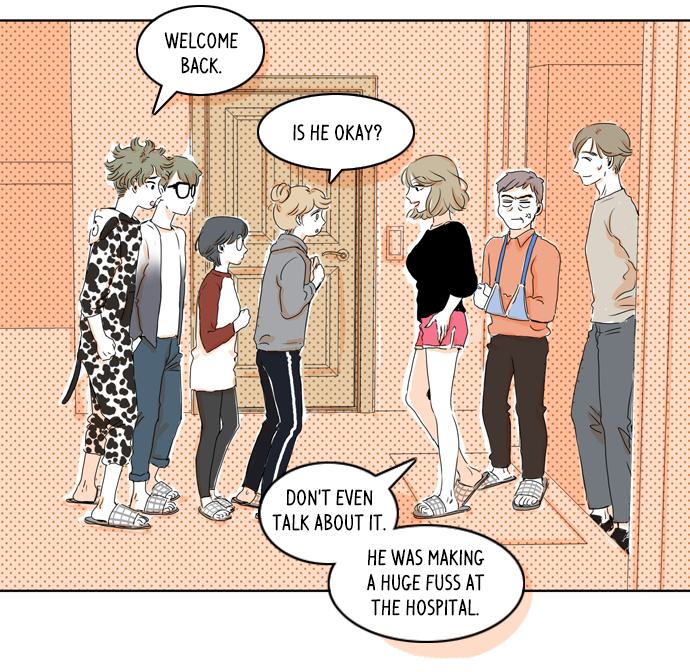 WELCOME
BACK.
IS HE OKAY?
DON'T EVEN
TALK ABOUT IT.
HE WAS MAKING
A HUGE FUSS AT
THE HOSPITAL.